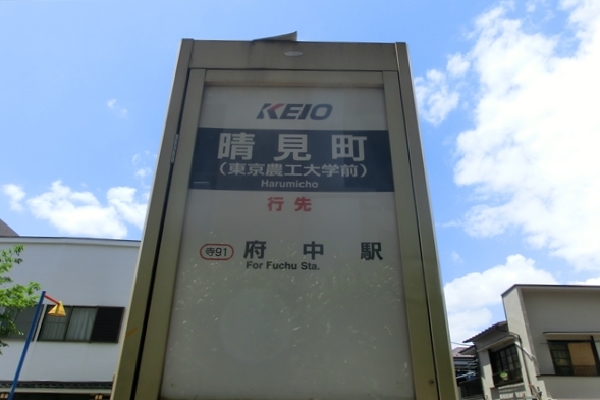 KEIO
晴見町
(東京農工大学前)
Harumicho
行先
寺91 府中駅
For Fuchu Sta.